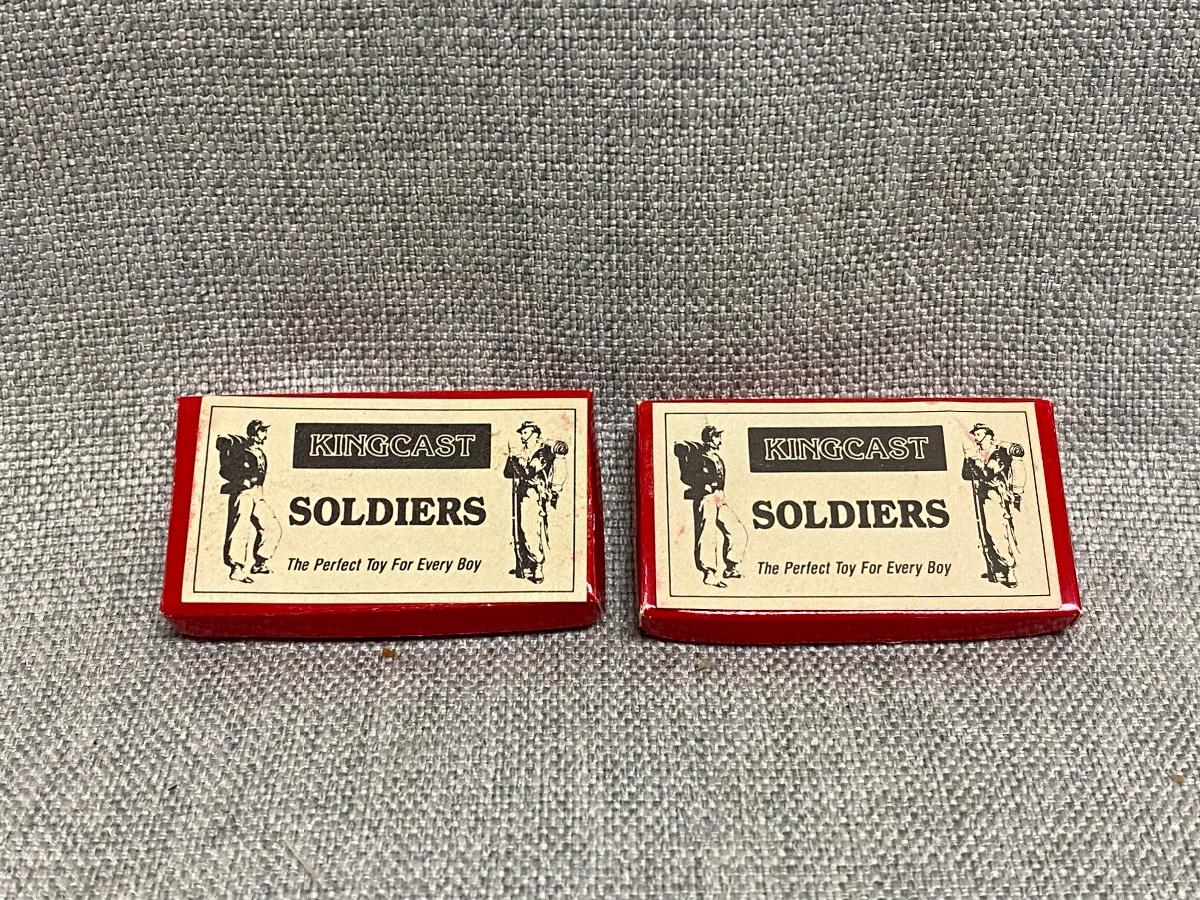 KINGCAST
SOLDIERS
The Perfect Toy For Every Boy
KINGCAST
SOLDIERS
The Perfect Toy For Every Boy